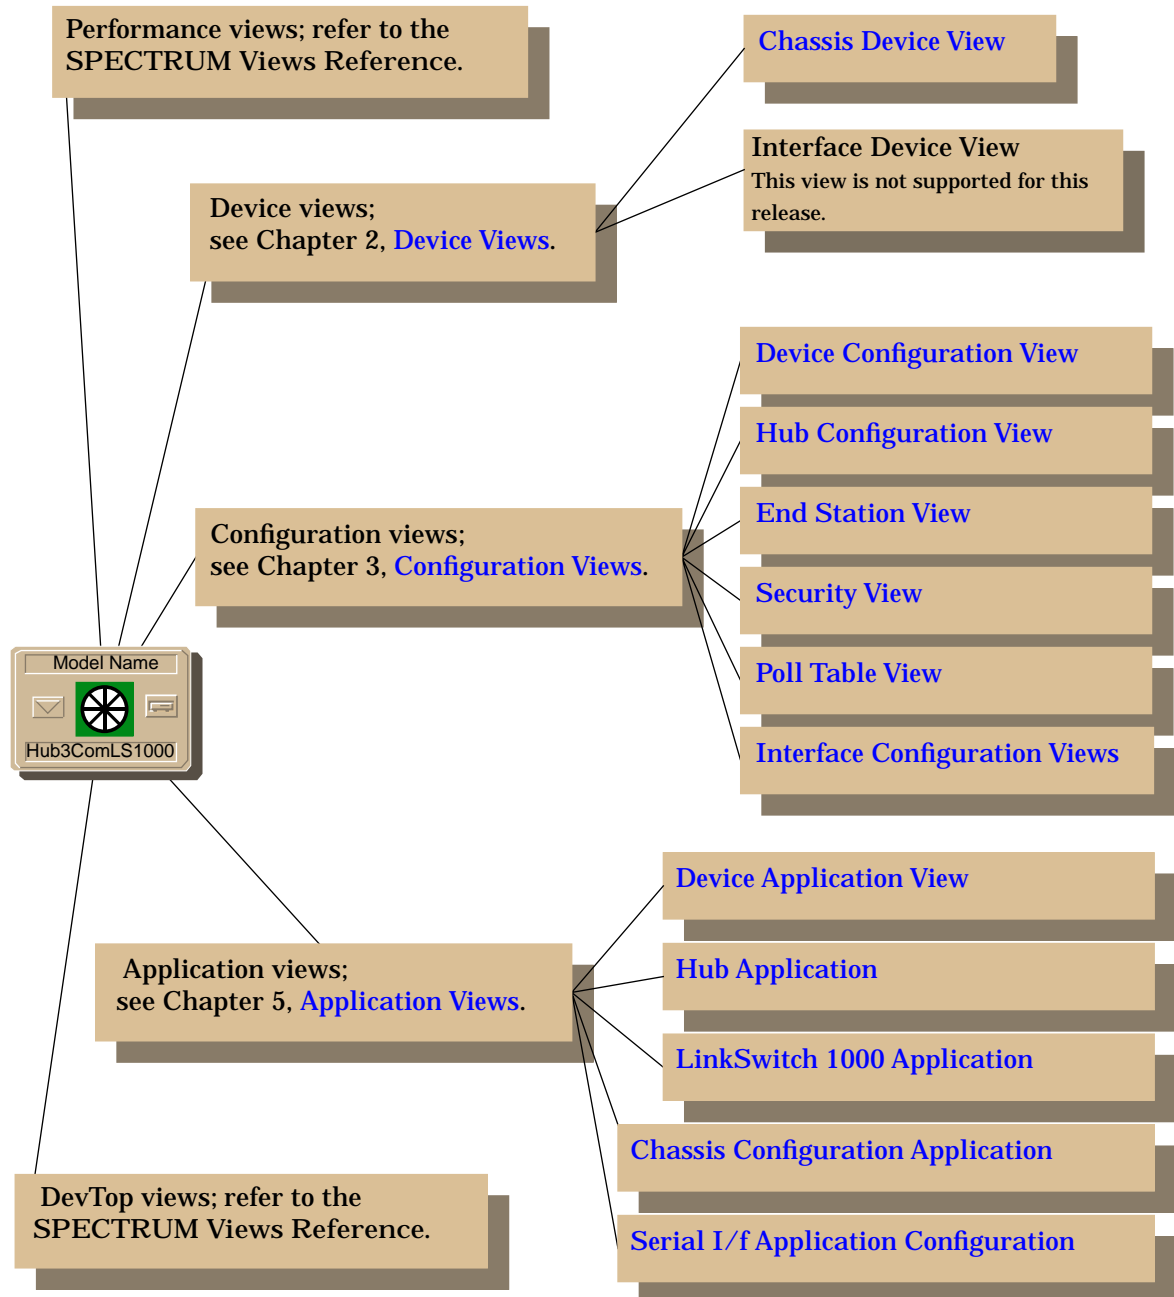 Performance views; refer to the
SPECTRUM Views Reference.
Chassis Device View
Interface Device View
This view is not supported for this
release.
Device views;
see Chapter 2, Device Views.
Device Configuration View
Hub Configuration View
End Station View
Security View
Poll Table View
Interface Configuration Views
Configuration views;
see Chapter 3, Configuration Views.
Model Name
Hub3ComLS1000
Device Application View
Hub Application
LinkSwitch 1000 Application
Chassis Configuration Application
Serial I/f Application Configuration
Application views;
see Chapter 5, Application Views.
DevTop views; refer to the
SPECTRUM Views Reference.